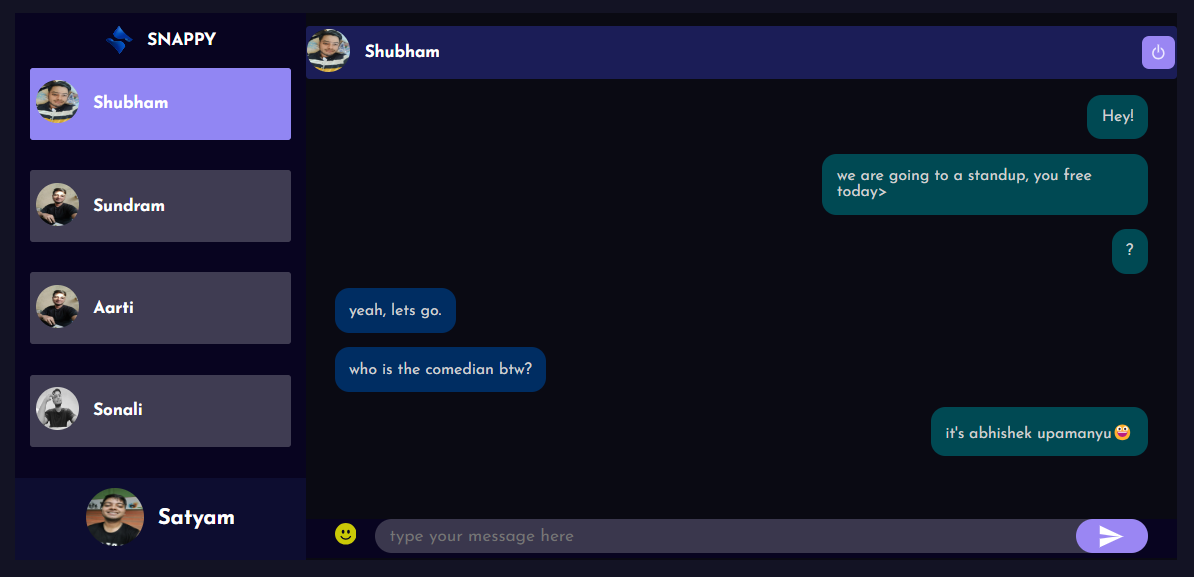 SNAPPY
Shubham
Sundram
Aarti
Sonali
Satyam
Shubham
Hey!
we are going to a standup, you free
today>
?
yeah, lets go.
who is the comedian btw?
it's abhishek upamanyu😜
type your message here